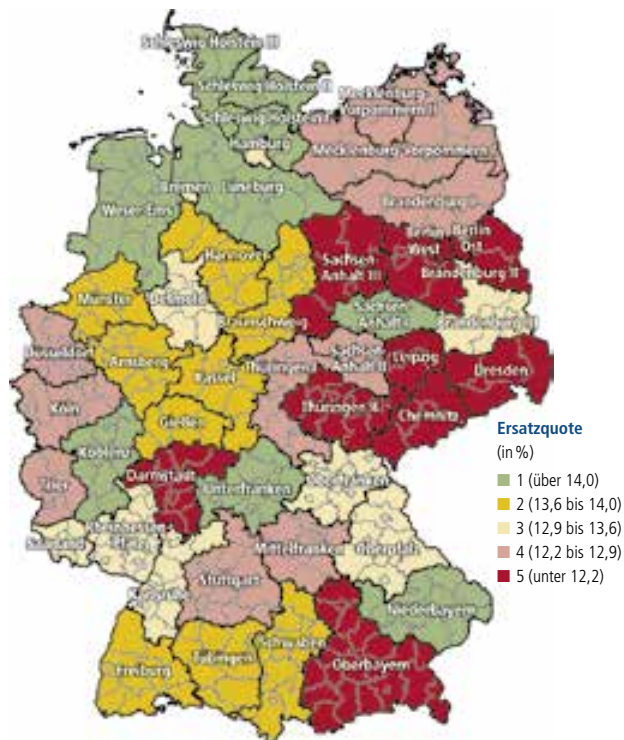 Schleswig Holstein III
Schleswig Holstein II
Schleswig Holstein I
Hamburg
Mecklenburg-
Vorpommern II
Mecklenburg-Vorpommern
Bremen
Lüneburg
Weser-Ems
Brandenburg I
Hannover
Sachsen
Anhalt III
Berlin
West
Berlin
Ost
Brandenburg II
Münster
Detmold
Braunschweig
Sachsen
Anhalt I
Brandenburg III
Düsseldorf
Arnsberg
Kassel
Thüringen I
Sachsen
Anhalt II
Leipzig
Dresden
Köln
Gießen
Thüringen II
Chemnitz
Koblenz
Trier
Darmstadt
Unterfranken
Oberfranken
Saarland
Rheinhessen-
Pfalz
Mittelfranken
Oberpfalz
Karlsruhe
Stuttgart
Niederbayern
Freiburg
Tübingen
Schwaben
Oberbayern
Ersatzquote
(in %)
1 (über 14,0)
2 (13,6 bis 14,0)
3 (12,9 bis 13,6)
4 (12,2 bis 12,9)
5 (unter 12,2)